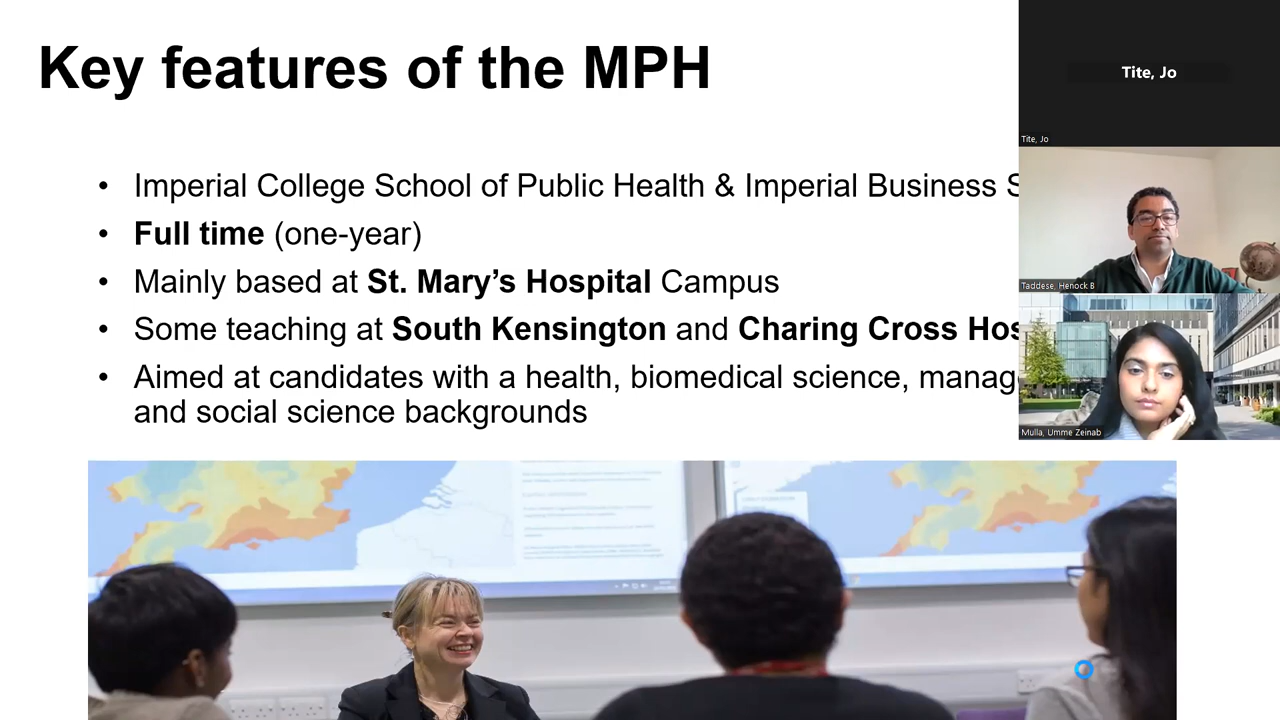 Key features of the MPH
• Imperial College School of Public Health & Imperial Business S
• Full time (one-year)
• Mainly based at St. Mary’s Hospital Campus
• Some teaching at South Kensington and Charing Cross Hos
• Aimed at candidates with a health, biomedical science, manag
and social science backgrounds
Tite, Jo
Tite, Jo
Taddese, Henock B
Mulla, Umme Zeinab